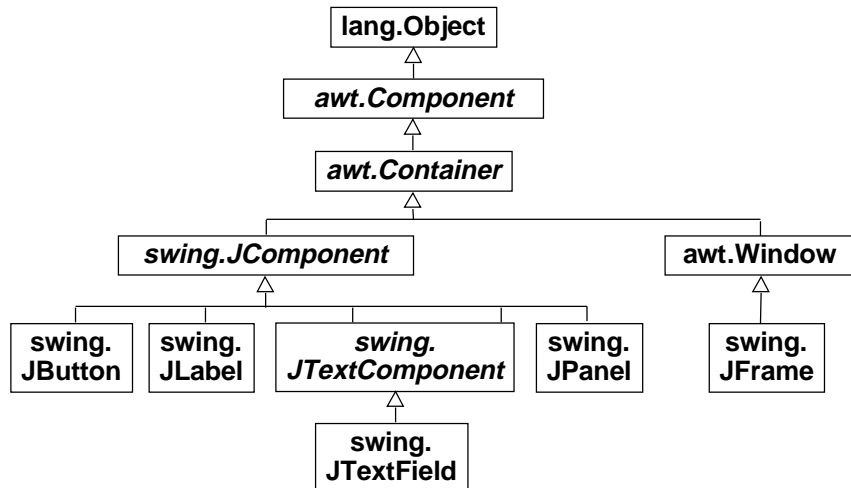 lang.Object
awt.Component
awt.Container
swing.JComponent
awt.Window
swing.
JButton
swing.
JLabel
swing.
JTextComponent
swing.
JPanel
swing.
JFrame
swing.
JTextField